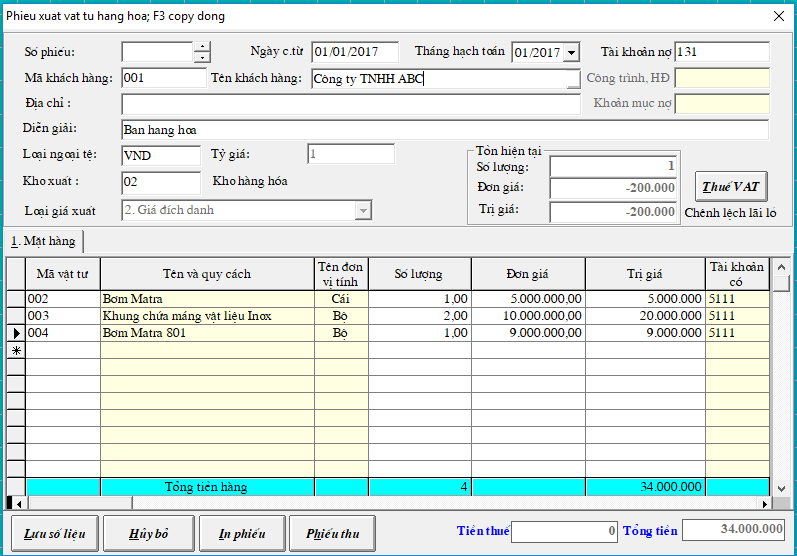 Phieu xuat vat tu hang hoa; F3 copy dong
Số phiếu: Ngày c.từ 01/01/2017 Tháng hạch toán 01/2017 Tài khoản nợ 131
Mã khách hàng: 001 Tên khách hàng: Công ty TNHH ABC Công trình, HĐ
Địa chỉ : Khoản mục nợ
Diễn giải: Ban hang hoa
Loại ngoại tệ: VND Tỷ giá: 1
Tồn hiện tại
Số lượng: 1
Kho xuất : 02 Kho hàng hóa Đơn giá: -200.000 Thuế VAT
Loại giá xuất 2. Giá đích danh Trị giá: -200.000 Chênh lệch lãi lỗ
1. Mặt hàng
Mã vật tư Tên và quy cách Tên đơn vị tính Số lượng Đơn giá Trị giá Tài khoản có
002 Bơm Matra Cái 1,00 5.000.000,00 5.000.000 5111
003 Khung chứa máng vật liệu Inox Bộ 2,00 10.000.000,00 20.000.000 5111
004 Bơm Matra 801 Bộ 1,00 9.000.000,00 9.000.000 5111
Tổng tiền hàng 4 34.000.000
Lưu số liệu Hủy bỏ In phiếu Phiếu thu Tiền thuế 0 Tổng tiền 34.000.000